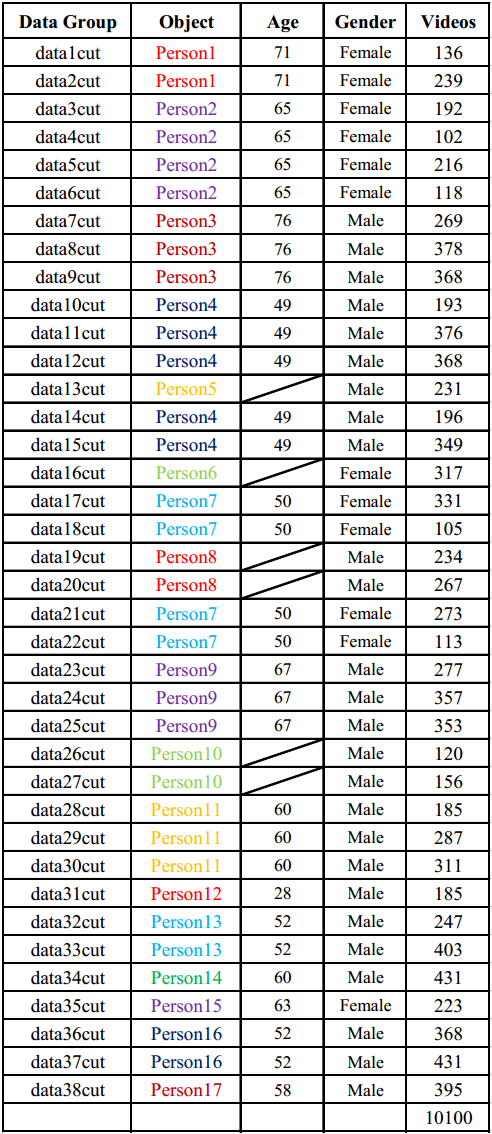 Data Group Object Age Gender Videos
data1cut Person1 71 Female 136
data2cut Person1 71 Female 239
data3cut Person2 65 Female 192
data4cut Person2 65 Female 102
data5cut Person2 65 Female 216
data6cut Person2 65 Female 118
data7cut Person3 76 Male 269
data8cut Person3 76 Male 378
data9cut Person3 76 Male 368
data10cut Person4 49 Male 193
data11cut Person4 49 Male 376
data12cut Person4 49 Male 368
data13cut Person5 Male 231
data14cut Person4 49 Male 196
data15cut Person4 49 Male 349
data16cut Person6 Female 317
data17cut Person7 50 Female 331
data18cut Person7 50 Female 105
data19cut Person8 Male 234
data20cut Person8 Male 267
data21cut Person7 50 Female 273
data22cut Person7 50 Female 113
data23cut Person9 67 Male 277
data24cut Person9 67 Male 357
data25cut Person9 67 Male 353
data26cut Person10 Male 120
data27cut Person10 Male 156
data28cut Person11 60 Male 185
data29cut Person11 60 Male 287
data30cut Person11 60 Male 311
data31cut Person12 28 Male 185
data32cut Person13 52 Male 247
data33cut Person13 52 Male 403
data34cut Person14 60 Male 431
data35cut Person15 63 Female 223
data36cut Person16 52 Male 368
data37cut Person16 52 Male 431
data38cut Person17 58 Male 395
10100